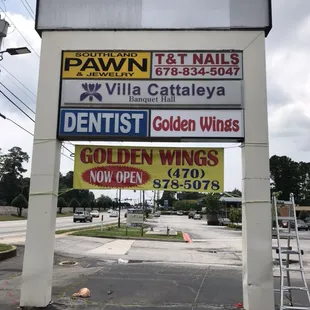 SOUTHLAND
PAWN
& JEWELRY
T&T NAILS
678-834-5047
Villa Cattaleya
Banquet Hall
DENTIST
Golden Wings
GOLDEN WINGS
NOW OPEN
(470)
878-5078